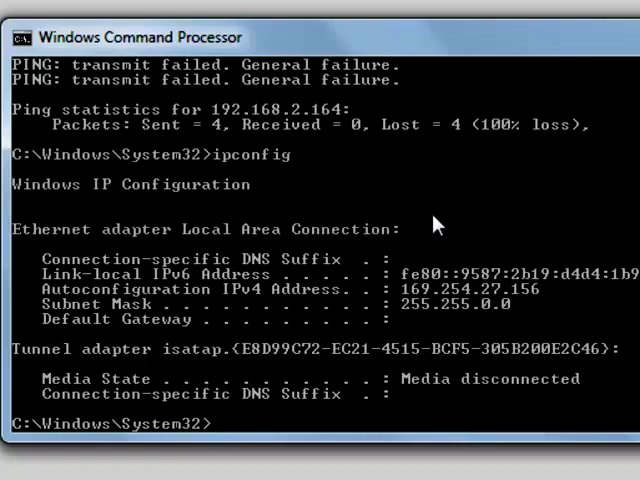 Windows Command Processor
PING: transmit failed. General failure.
PING: transmit failed. General failure.
Ping statistics for 192.168.2.164:
Packets: Sent = 4, Received = 0, Lost = 4 (100% loss),
C:\Windows\System32>ipconfig
Windows IP Configuration
Ethernet adapter Local Area Connection:
Connection-specific DNS Suffix  . :
Link-local IPv6 Address . . . . . : fe80::9587:2b19:d4d4:1b9
Autoconfiguration IPv4 Address. . : 169.254.27.156
Subnet Mask . . . . . . . . . . . : 255.255.0.0
Default Gateway . . . . . . . . . :
Tunnel adapter isatap.{E8D99C72-EC21-4515-BCF5-305B200E2C46}:
Media State . . . . . . . . . . . : Media disconnected
Connection-specific DNS Suffix  . :
C:\Windows\System32>